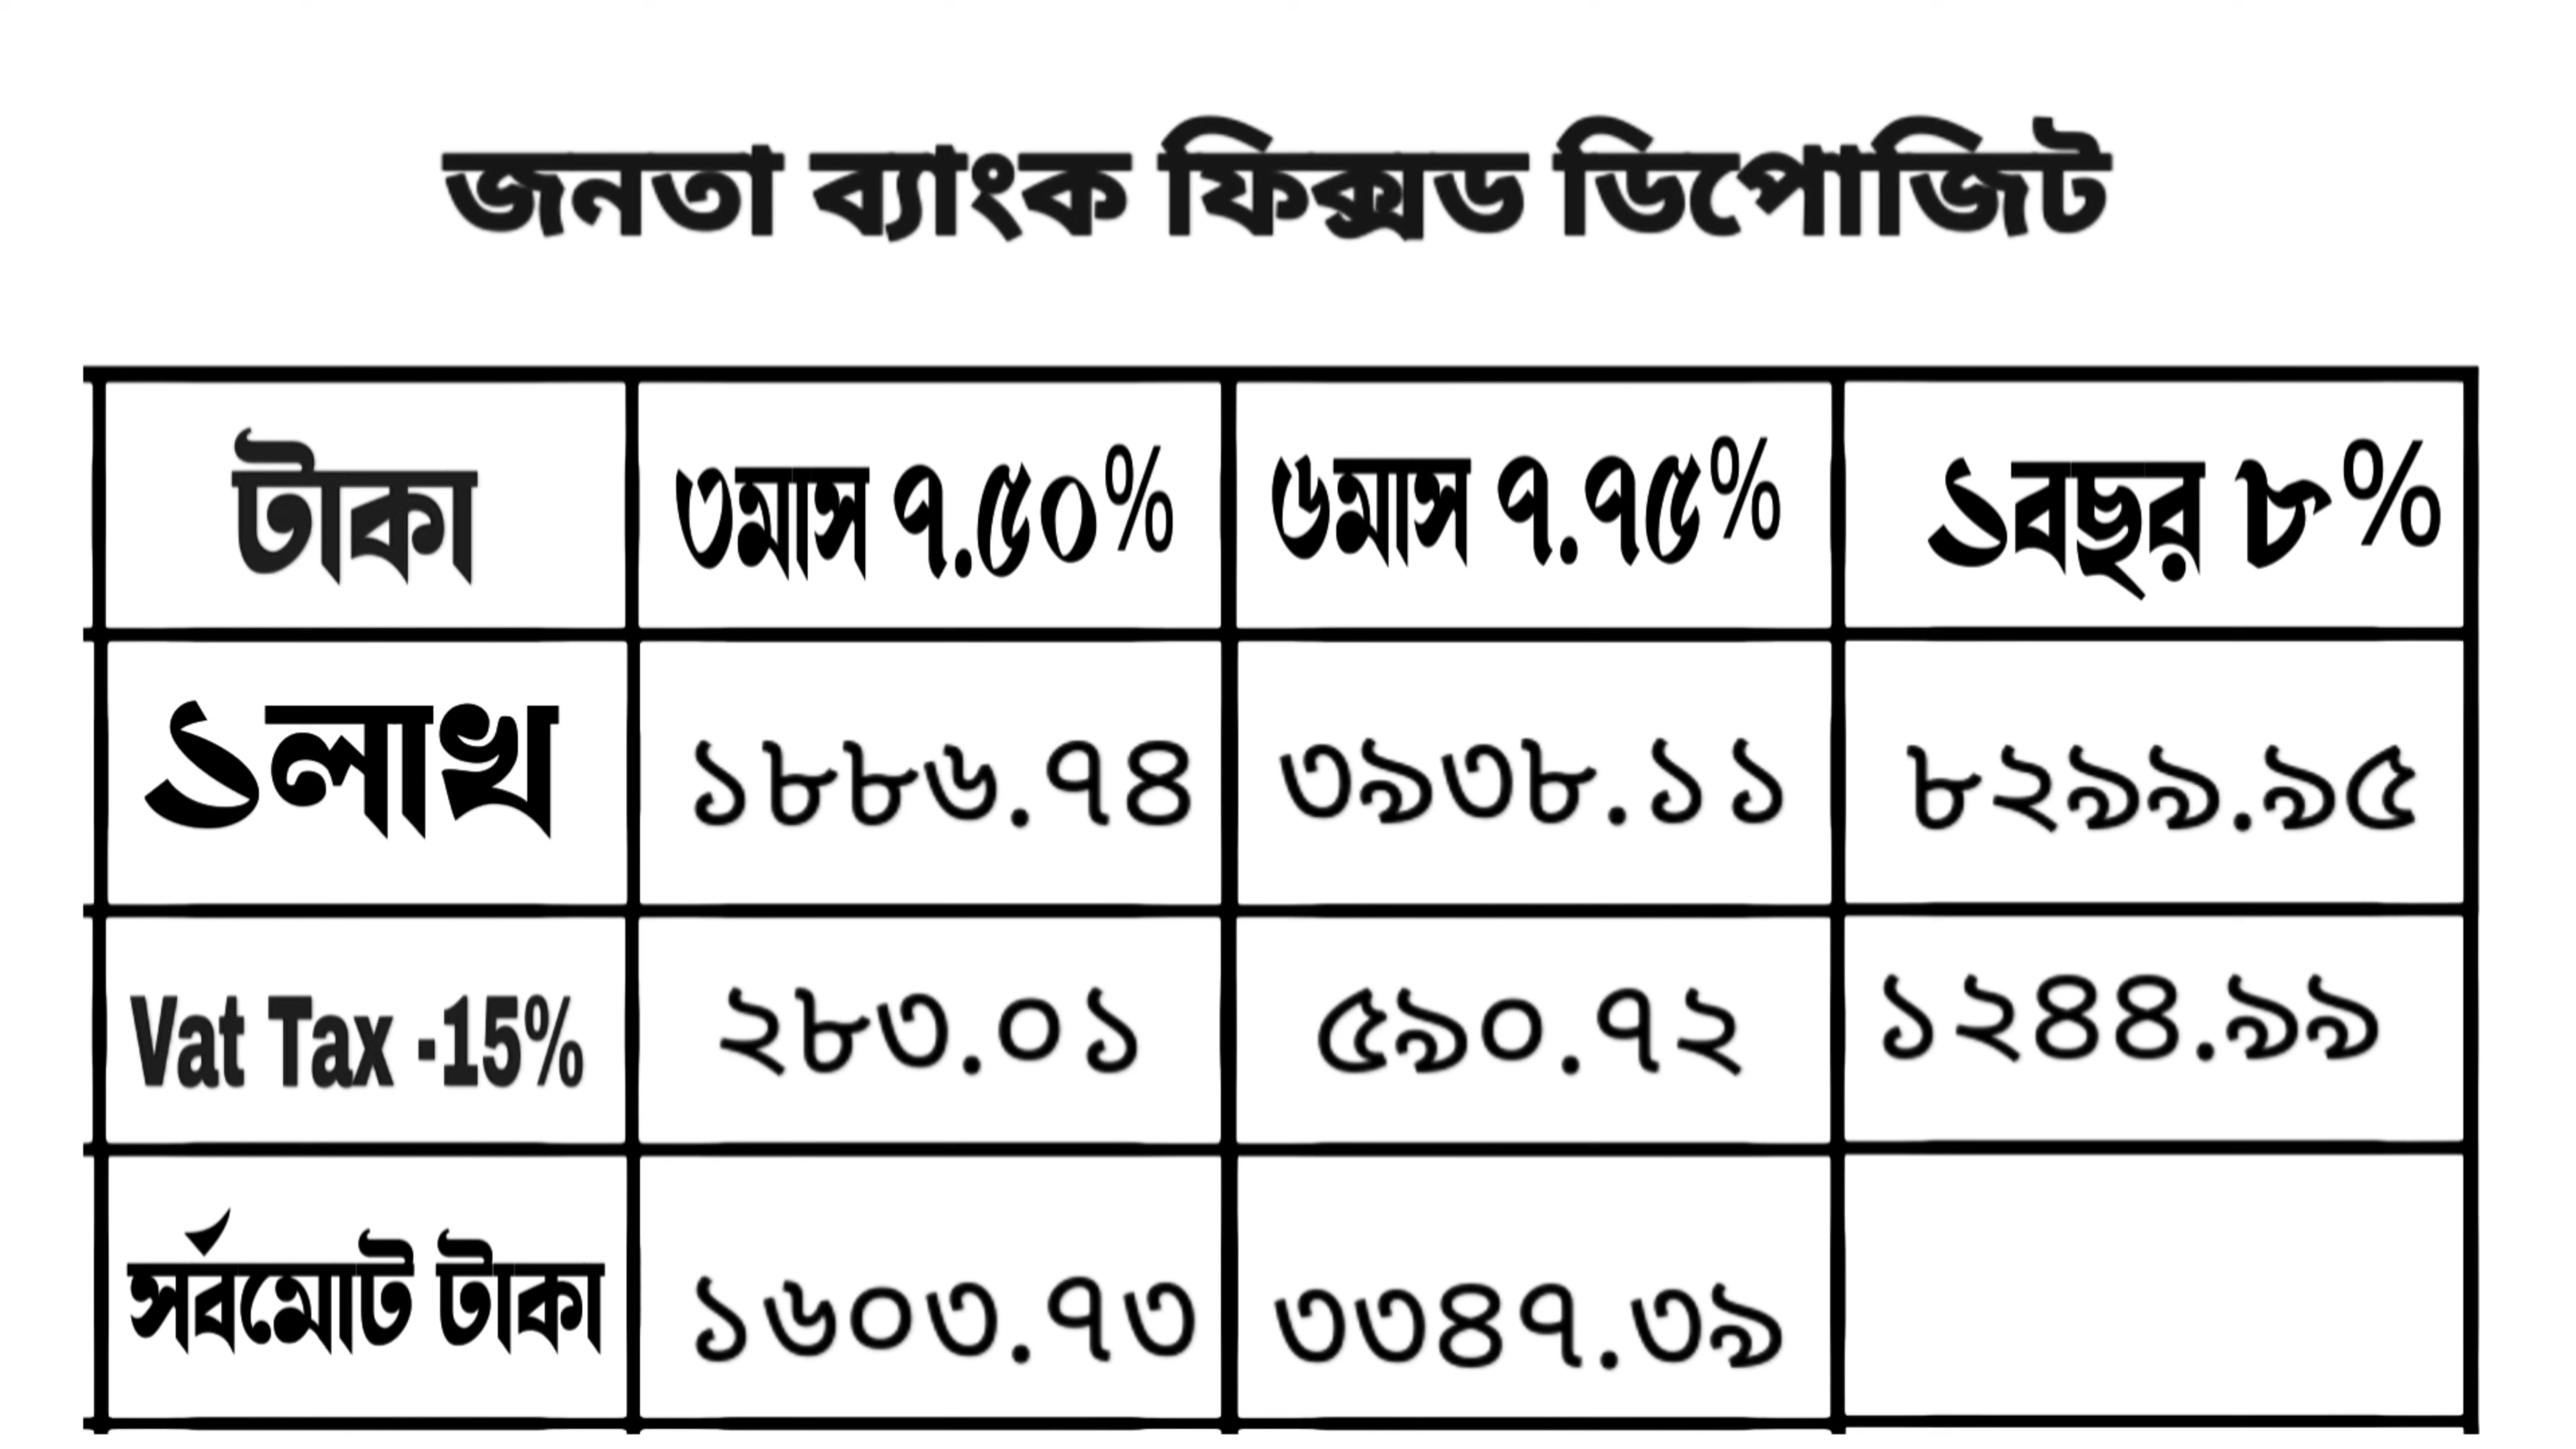 জনতা ব্যাংক ফিক্সড ডিপোজিট
টাকা ৩মাস ৭.৫০% ৬মাস ৭.৭৫% ১বছর ৮%
১লাখ ১৮৮৬.৭৪ ৩৯৩৮.১১ ৮২৯৯.৯৫
Vat Tax -15% ২৮৩.০১ ৫৯০.৭২ ১২৪৪.৯৯
সর্বমোট টাকা ১৬০৩.৭৩ ৩৩৪৭.৩৯